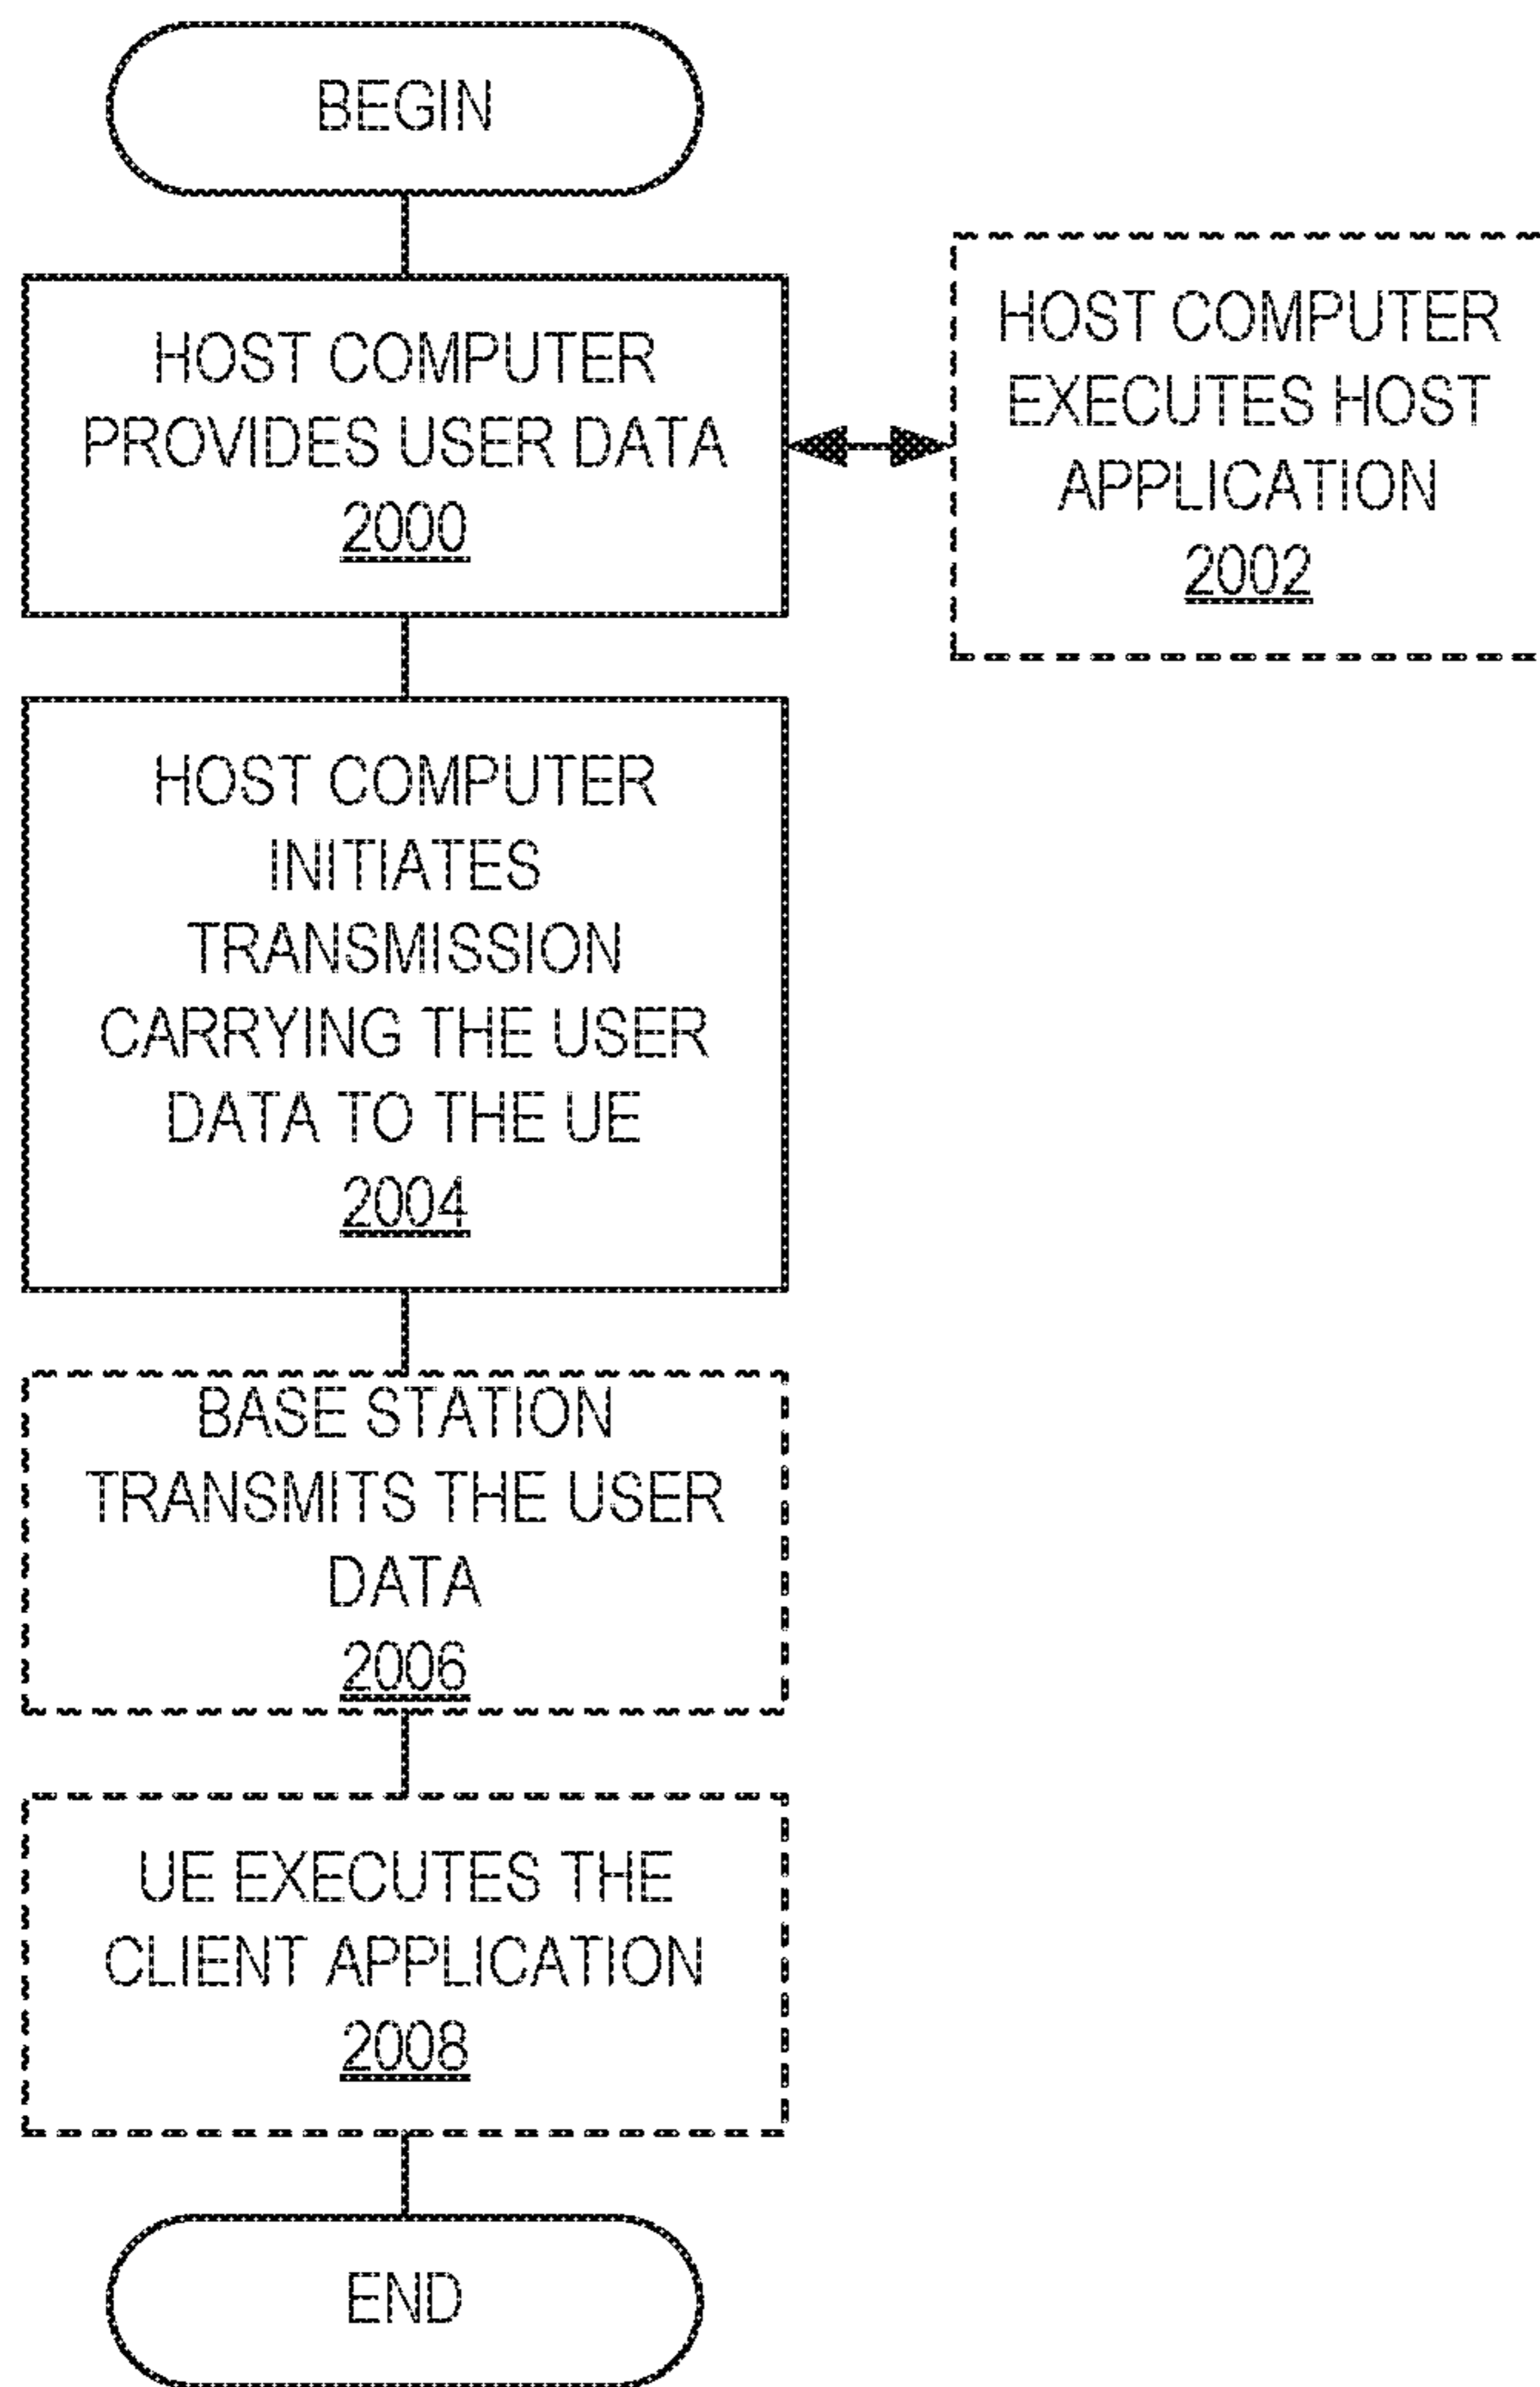 BEGIN
HOST COMPUTER
PROVIDES USER DATA
2000
HOST COMPUTER
EXECUTES HOST
APPLICATION
2002
HOST COMPUTER
INITIATES
TRANSMISSION
CARRYING THE USER
DATA TO THE UE
2004
BASE STATION
TRANSMITS THE USER
DATA
2006
UE EXECUTES THE
CLIENT APPLICATION
2008
END